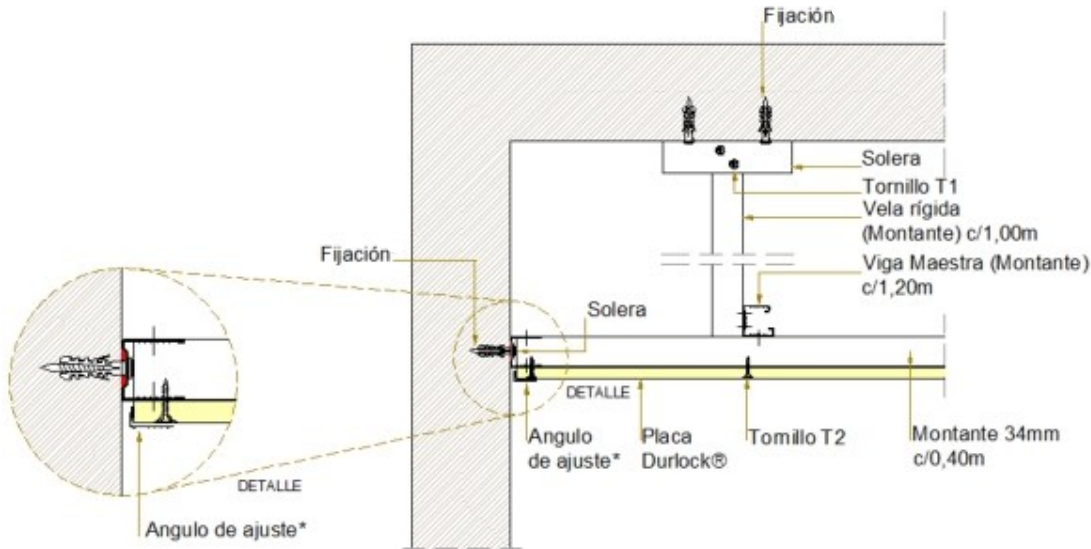 Fijación
Solera
Tornillo T1
Vela rígida
(Montante) c/1,00m
Viga Maestra (Montante)
c/1,20m
Fijación
Solera
DETALLE
Angulo
de ajuste*
Placa
Durlock®
Tornillo T2
Montante 34mm
c/0,40m
DETALLE
Angulo de ajuste*